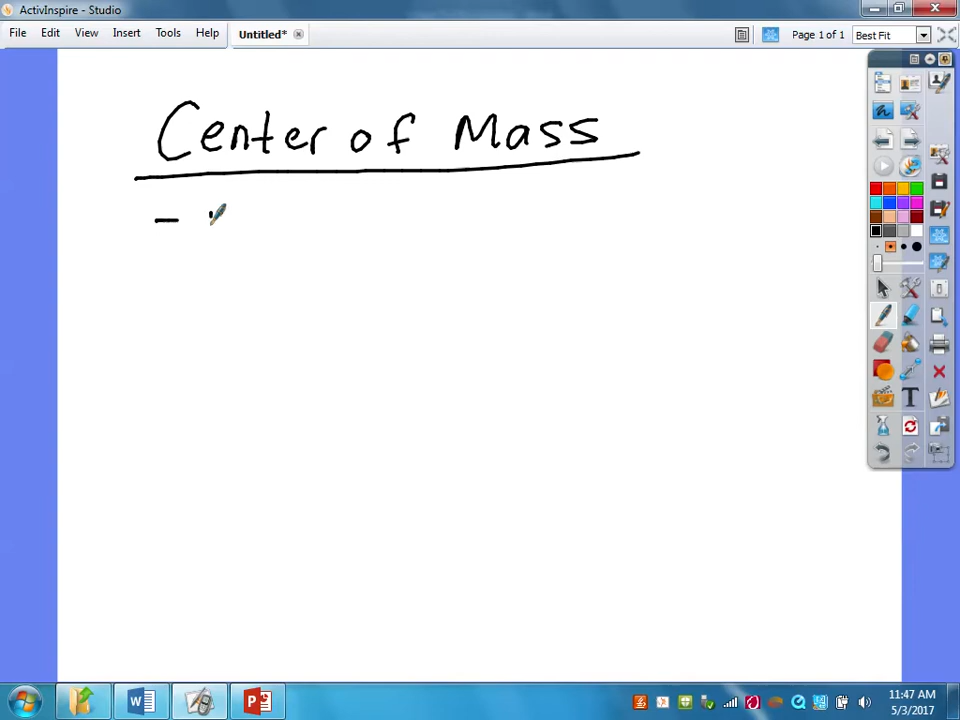 ActivInspire - Studio
File Edit View Insert Tools Help Untitled* Page 1 of 1 Best Fit
Center of Mass
-
T
11:47 AM
5/3/2017